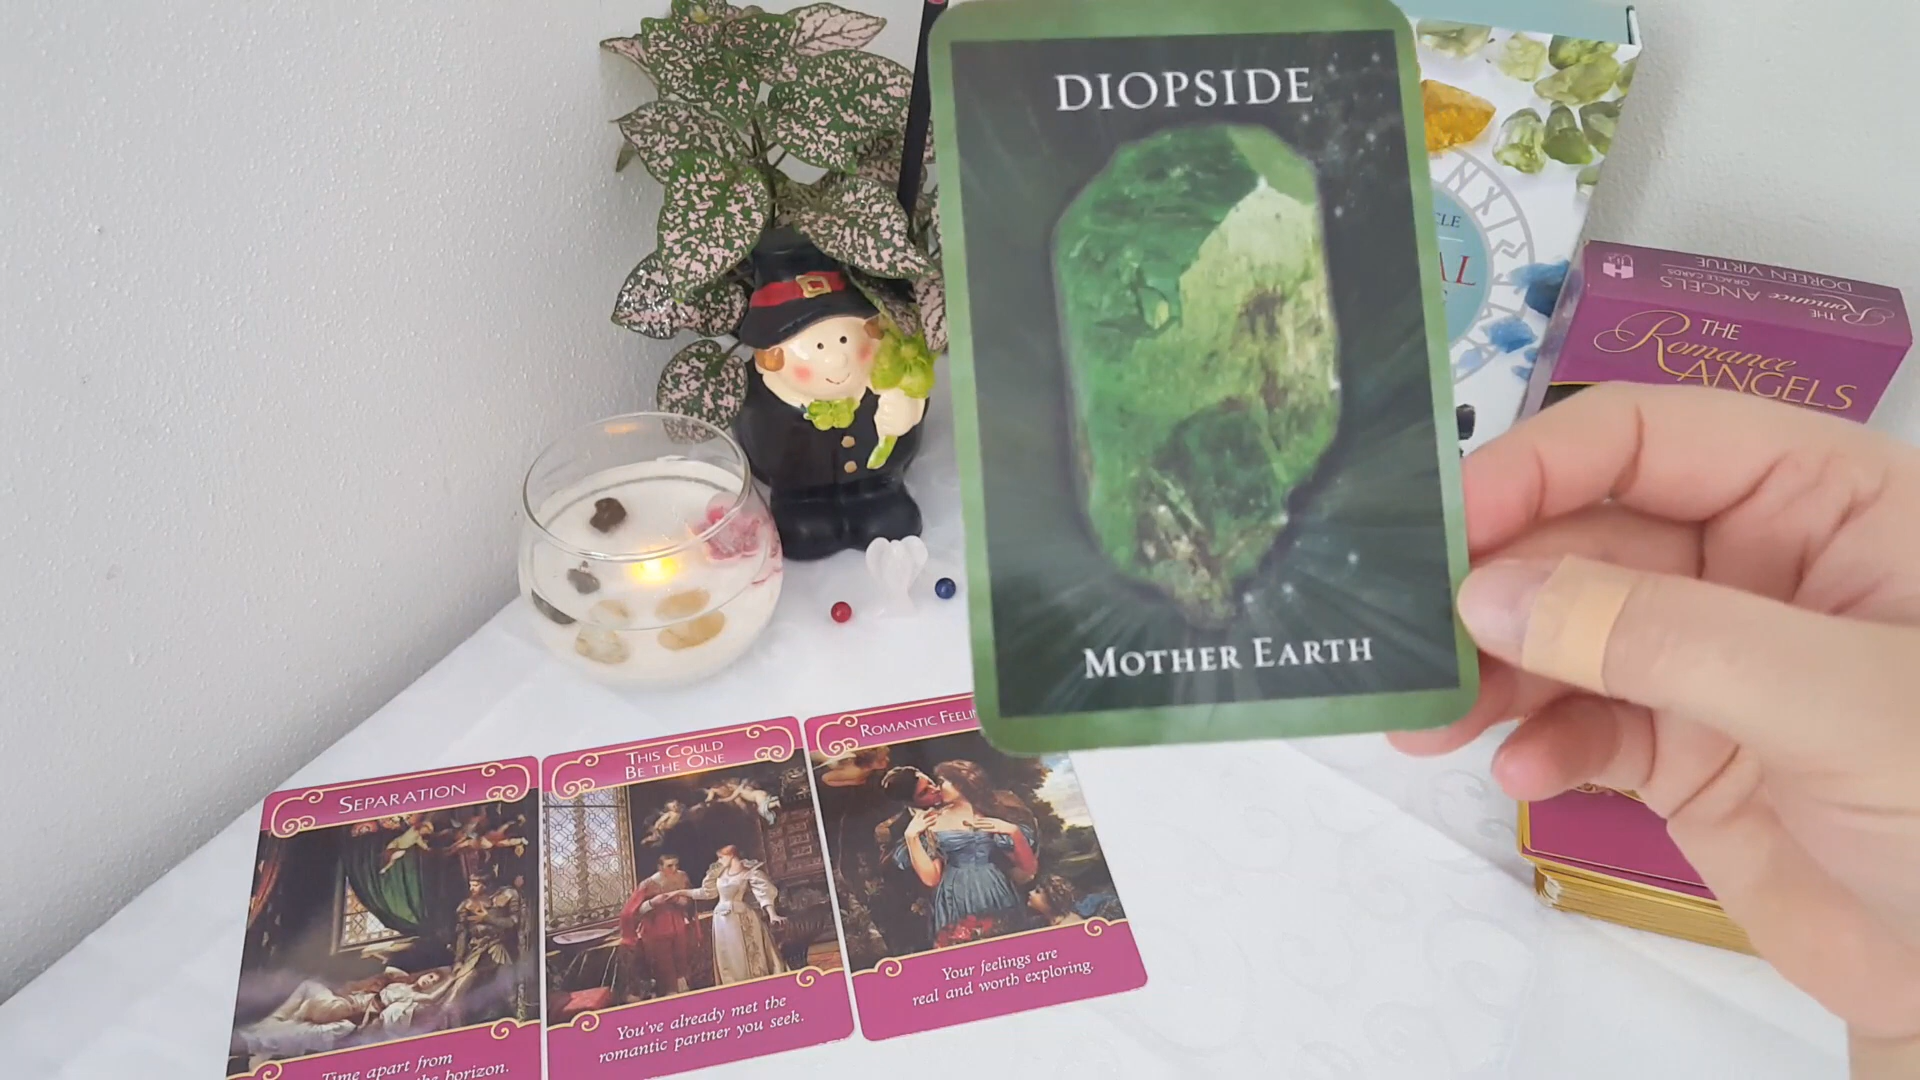 DIOPSIDE
MOTHER EARTH
THE
Romance
ANGELS
ORACLE CARDS
DOREEN VIRTUE
THE
Romance
ANGELS
SEPARATION
Time apart from
horizon.
THIS COULD
BE THE ONE
You've already met the
romantic partner you seek.
ROMANTIC
Your feelings are
real and worth exploring.